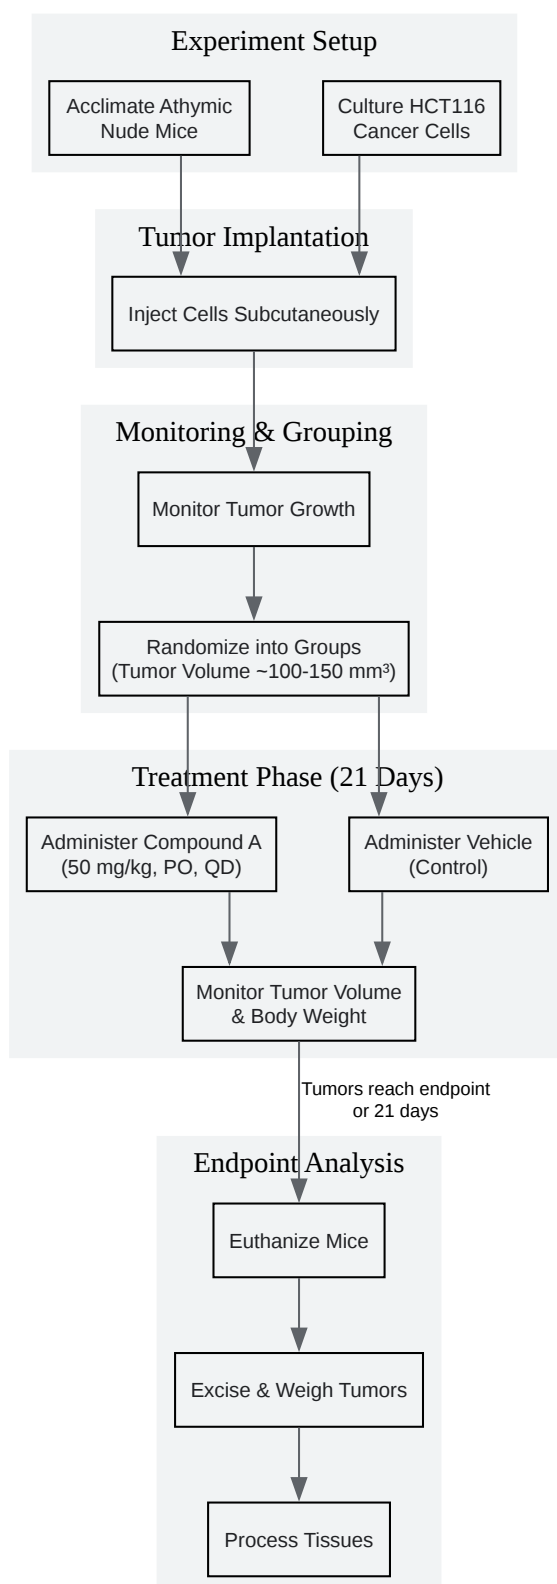 Experiment Setup
Acclimate Athymic
Nude Mice
Culture HCT116
Cancer Cells
Tumor Implantation
Inject Cells Subcutaneously
Monitoring & Grouping
Monitor Tumor Growth
Randomize into Groups
(Tumor Volume ~100-150 mm³)
Treatment Phase (21 Days)
Administer Compound A
(50 mg/kg, PO, QD)
Administer Vehicle
(Control)
Monitor Tumor Volume
& Body Weight
Tumors reach endpoint
or 21 days
Endpoint Analysis
Euthanize Mice
Excise & Weigh Tumors
Process Tissues